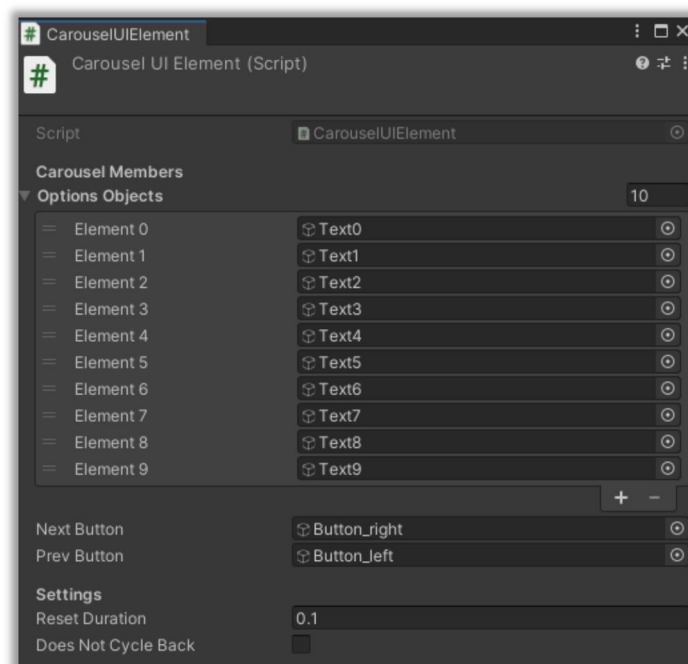 CarouselUIElement
Carousel UI Element (Script)
Script CarouselUIElement
Carousel Members
Options Objects 10
Element 0 Text0
Element 1 Text1
Element 2 Text2
Element 3 Text3
Element 4 Text4
Element 5 Text5
Element 6 Text6
Element 7 Text7
Element 8 Text8
Element 9 Text9
Next Button Button_right
Prev Button Button_left
Settings
Reset Duration 0.1
Does Not Cycle Back